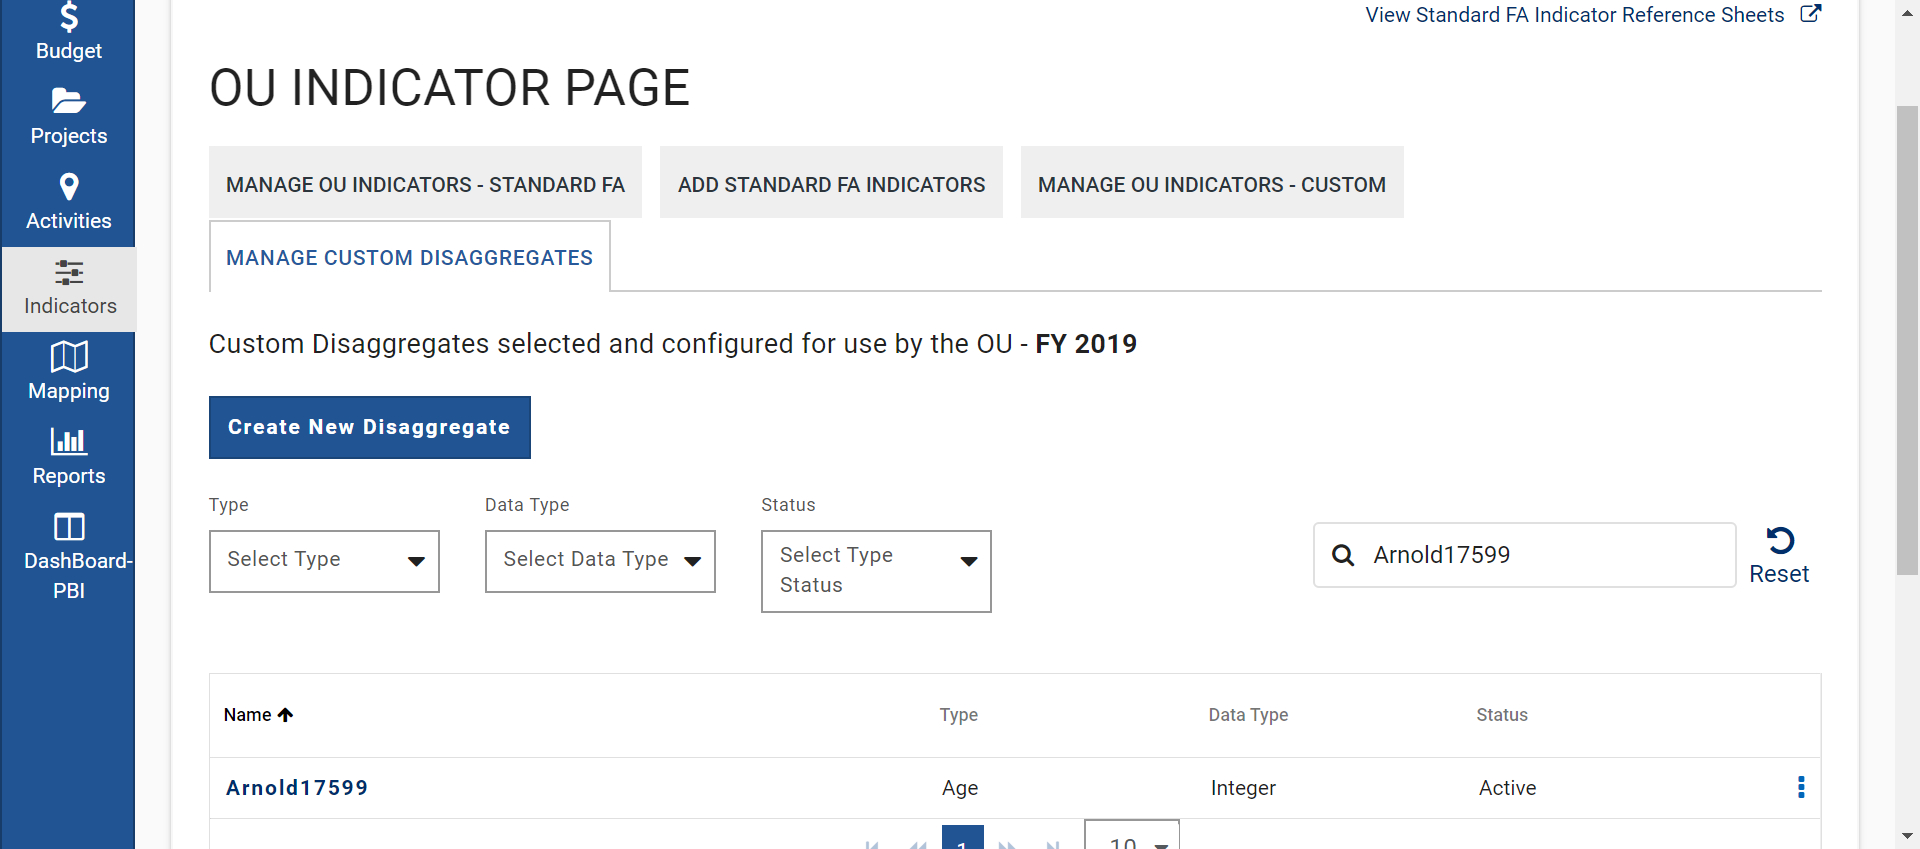 View Standard FA Indicator Reference Sheets
Budget
Projects
Activities
Indicators
Mapping
Reports
DashBoard-
PBI
OU INDICATOR PAGE
MANAGE OU INDICATORS - STANDARD FA
ADD STANDARD FA INDICATORS
MANAGE OU INDICATORS - CUSTOM
MANAGE CUSTOM DISAGGREGATES
Custom Disaggregates selected and configured for use by the OU - FY 2019
Create New Disaggregate
Type
Data Type
Status
Select Type
Select Data Type
Select Type
Status
Arnold17599
Reset
Name
Type
Data Type
Status
Arnold17599
Age
Integer
Active
1
10